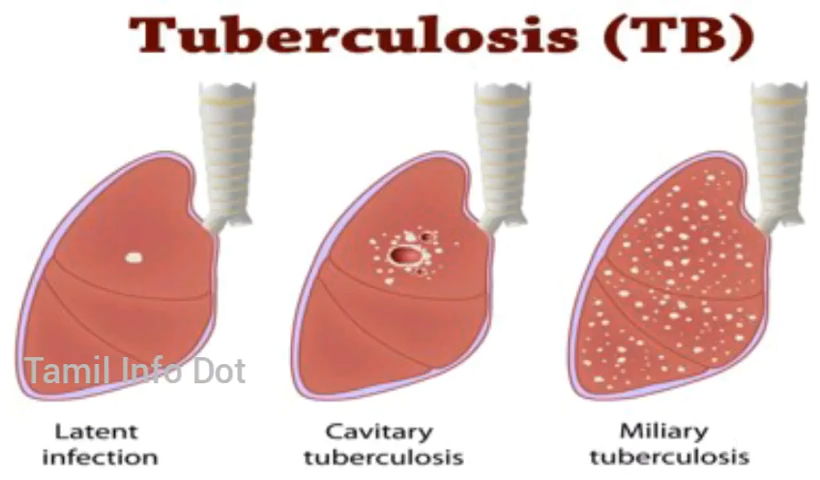 Tuberculosis (TB)
Tamil Info Dot
Latent
infection
Cavitary
tuberculosis
Miliary
tuberculosis